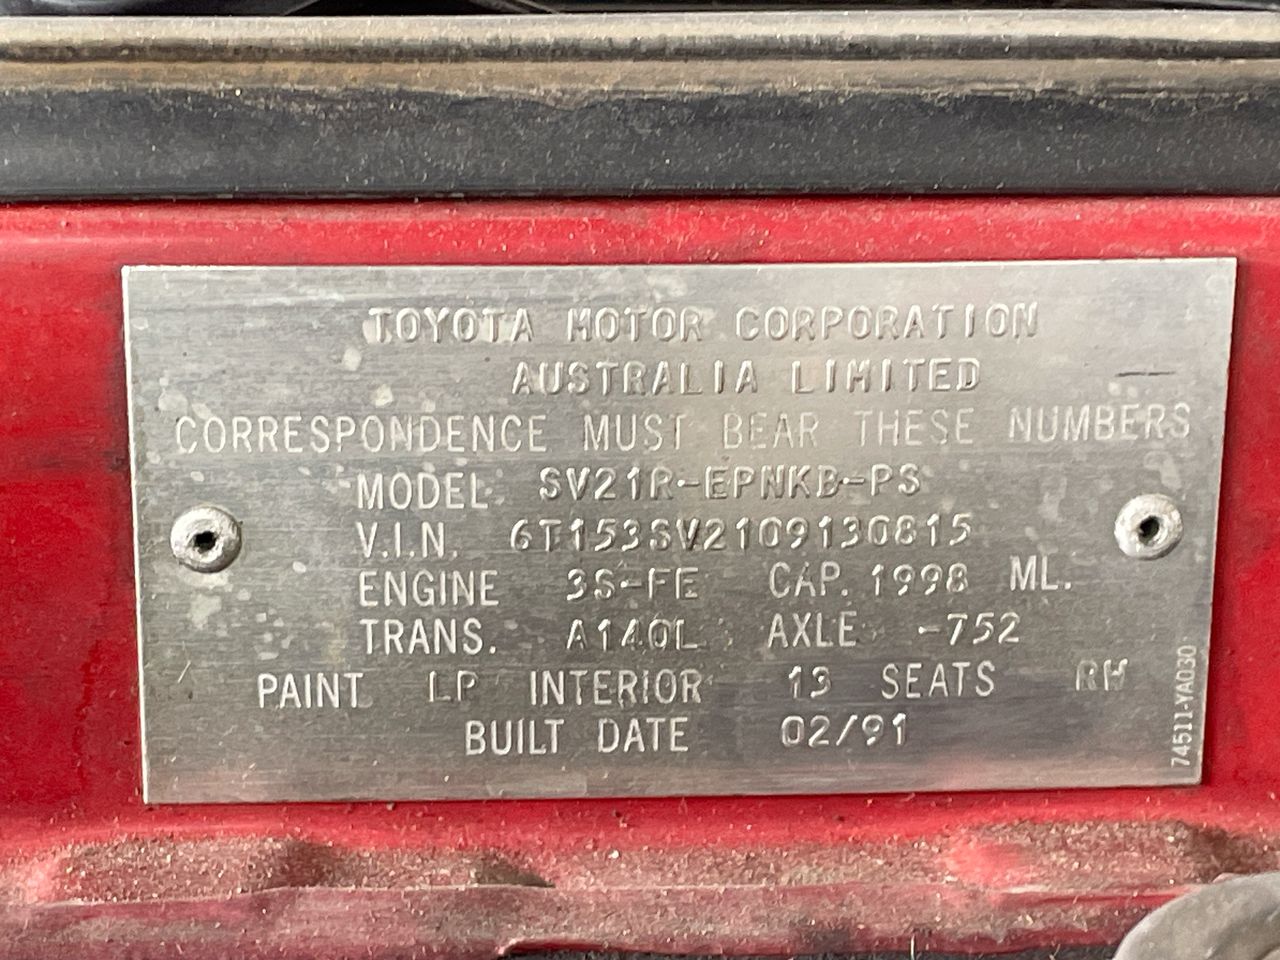 TOYOTA MOTOR CORPORATION
AUSTRALIA LIMITED
CORRESPONDENCE MUST BEAR THESE NUMBERS
MODEL SV21R-EPNKB-PS
V.I.N. 6T153SV2109130815
ENGINE 3S-FE CAP. 1998 ML.
TRANS. A140L AXLE -752
PAINT LP INTERIOR 13 SEATS RH
BUILT DATE 02/91
74511-YA030